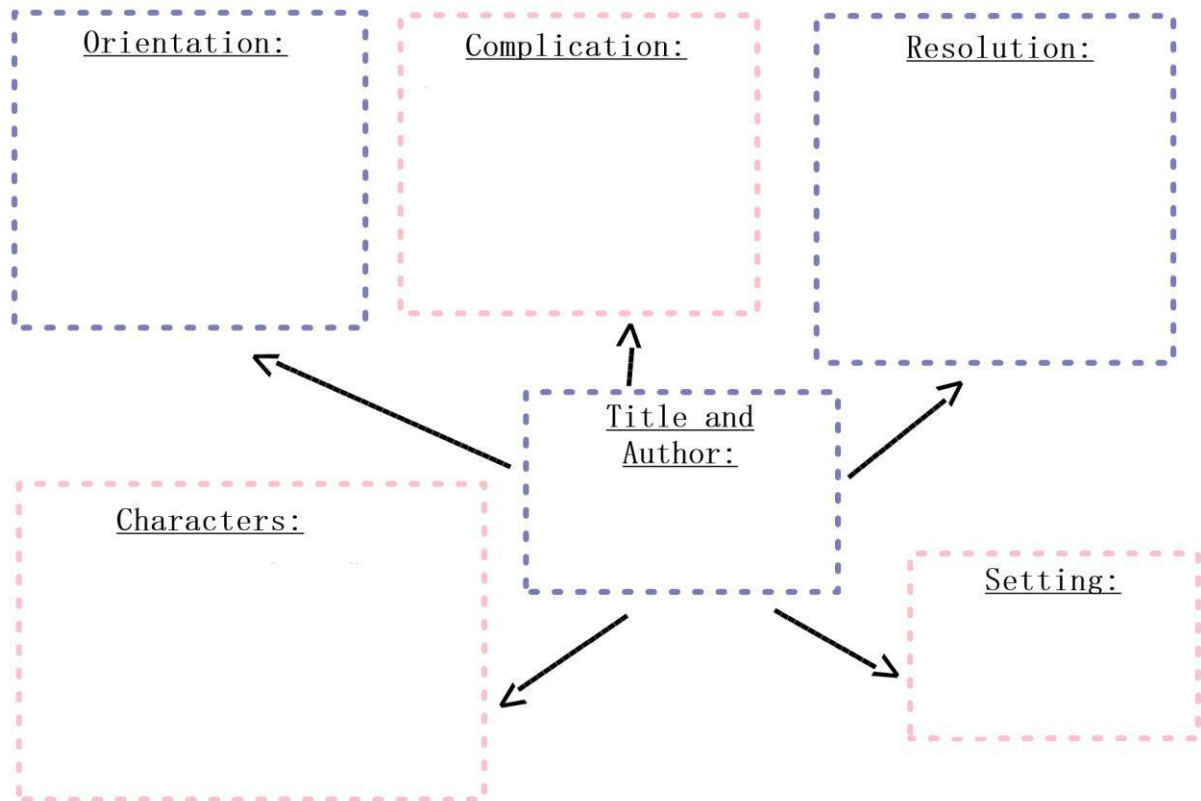 Orientation:
Complication:
Resolution:
Title and
Author:
Characters:
Setting: